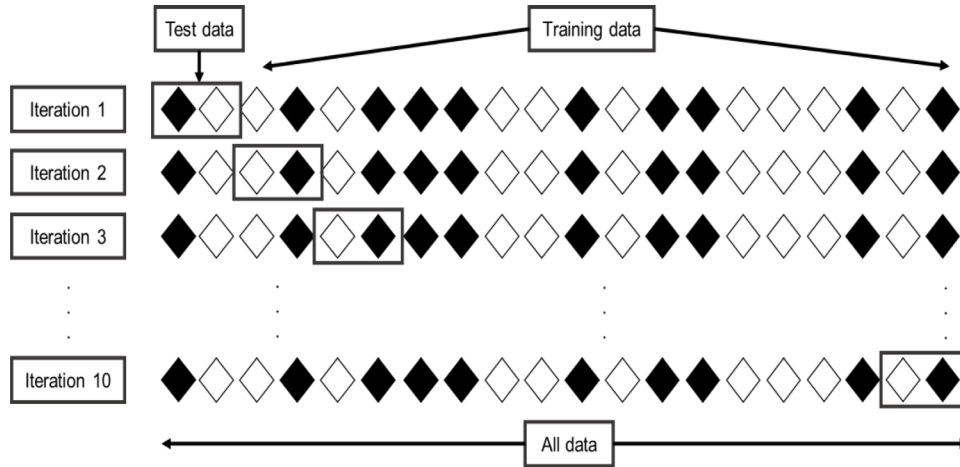 Test data
Training data
Iteration 1
Iteration 2
Iteration 3
Iteration 10
All data